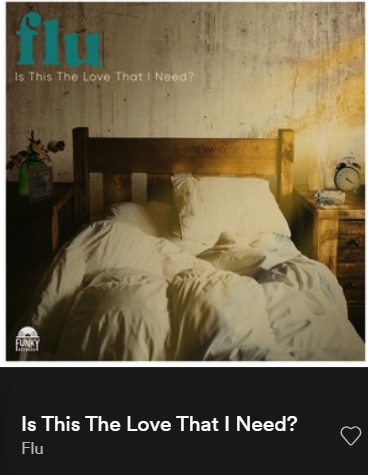 flu
Is This The Love That I Need?
FUNKY
Is This The Love That I Need?
Flu